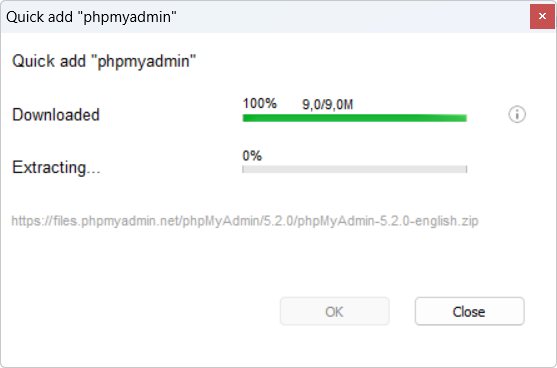 Quick add "phpmyadmin"
Quick add "phpmyadmin"
100% 9,0/9,0M
Downloaded
0%
Extracting...
https://files.phpmyadmin.net/phpMyAdmin/5.2.0/phpMyAdmin-5.2.0-english.zip
OK Close